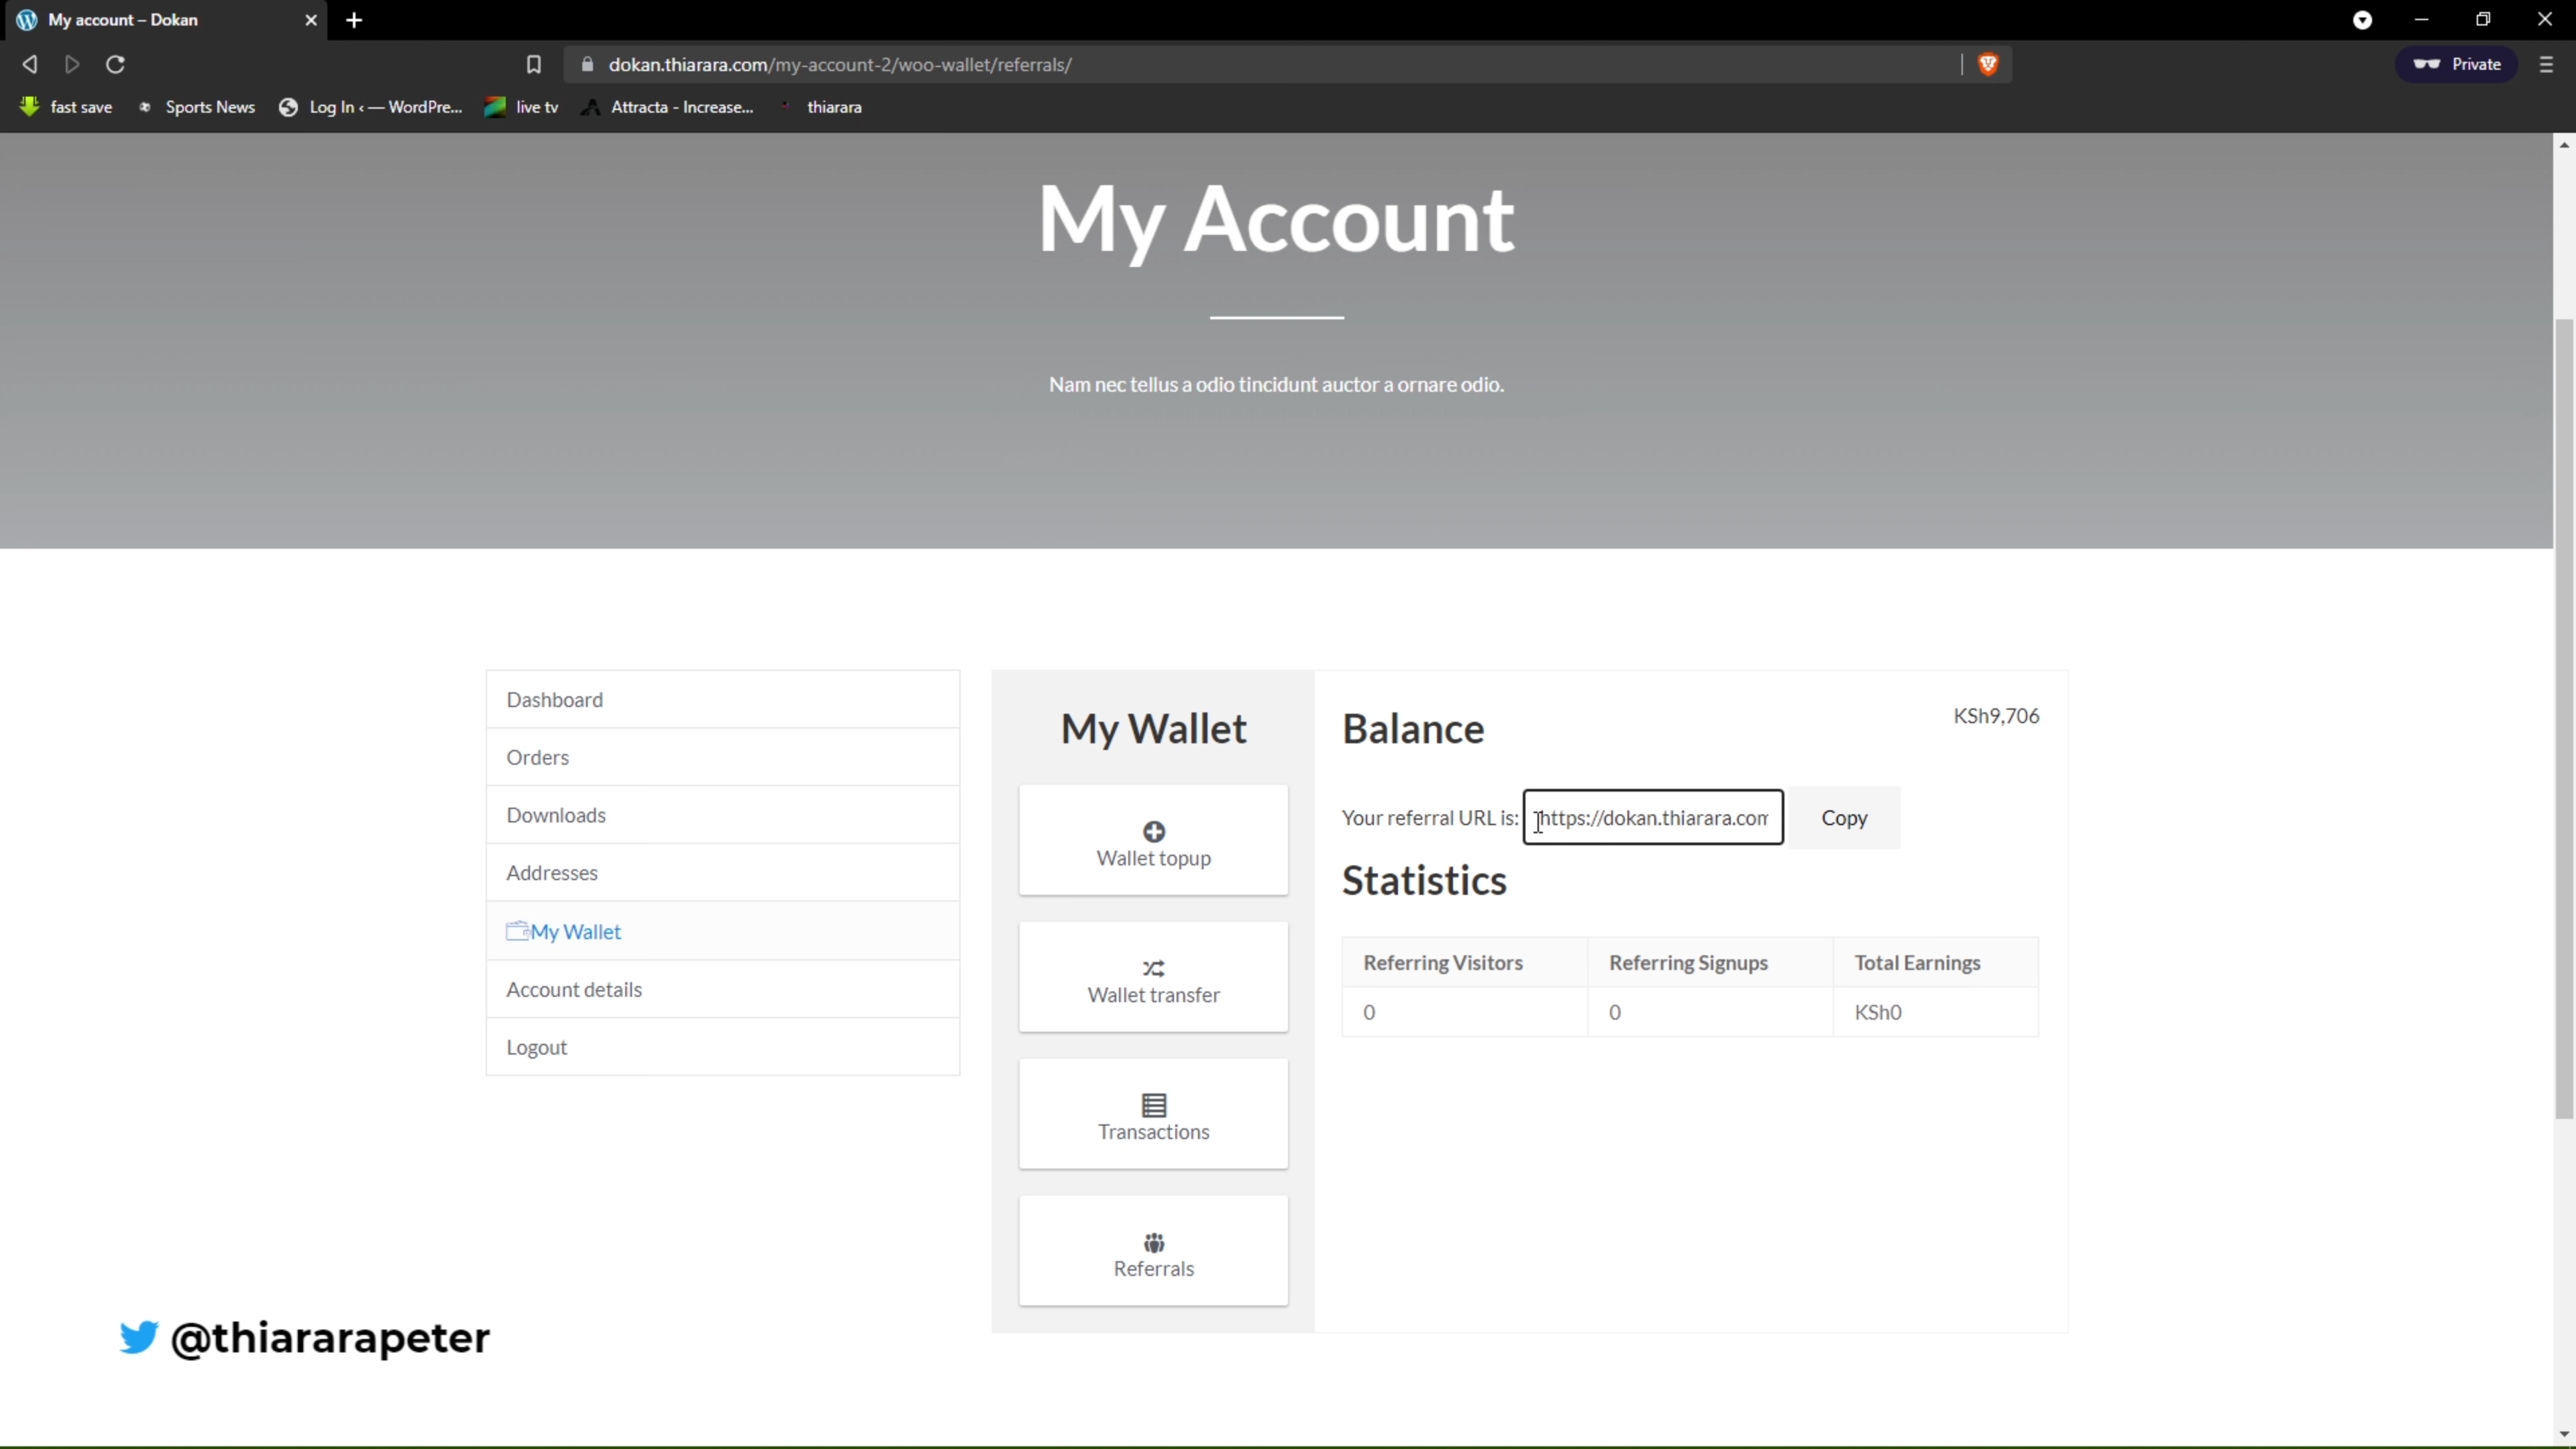 My account – Dokan
dokan.thiarara.com/my-account-2/woo-wallet/referrals/
Private
fast save
Sports News
Log In ‹ — WordPre...
live tv
Attracta - Increase...
thiarara
My Account
Nam nec tellus a odio tincidunt auctor a ornare odio.
Dashboard
Orders
Downloads
Addresses
My Wallet
Account details
Logout
My Wallet
Wallet topup
Wallet transfer
Transactions
Referrals
Balance
KSh9,706
Your referral URL is: https://dokan.thiarara.com Copy
Statistics
Referring Visitors Referring Signups Total Earnings
0 0 KSh0
@thiararapeter